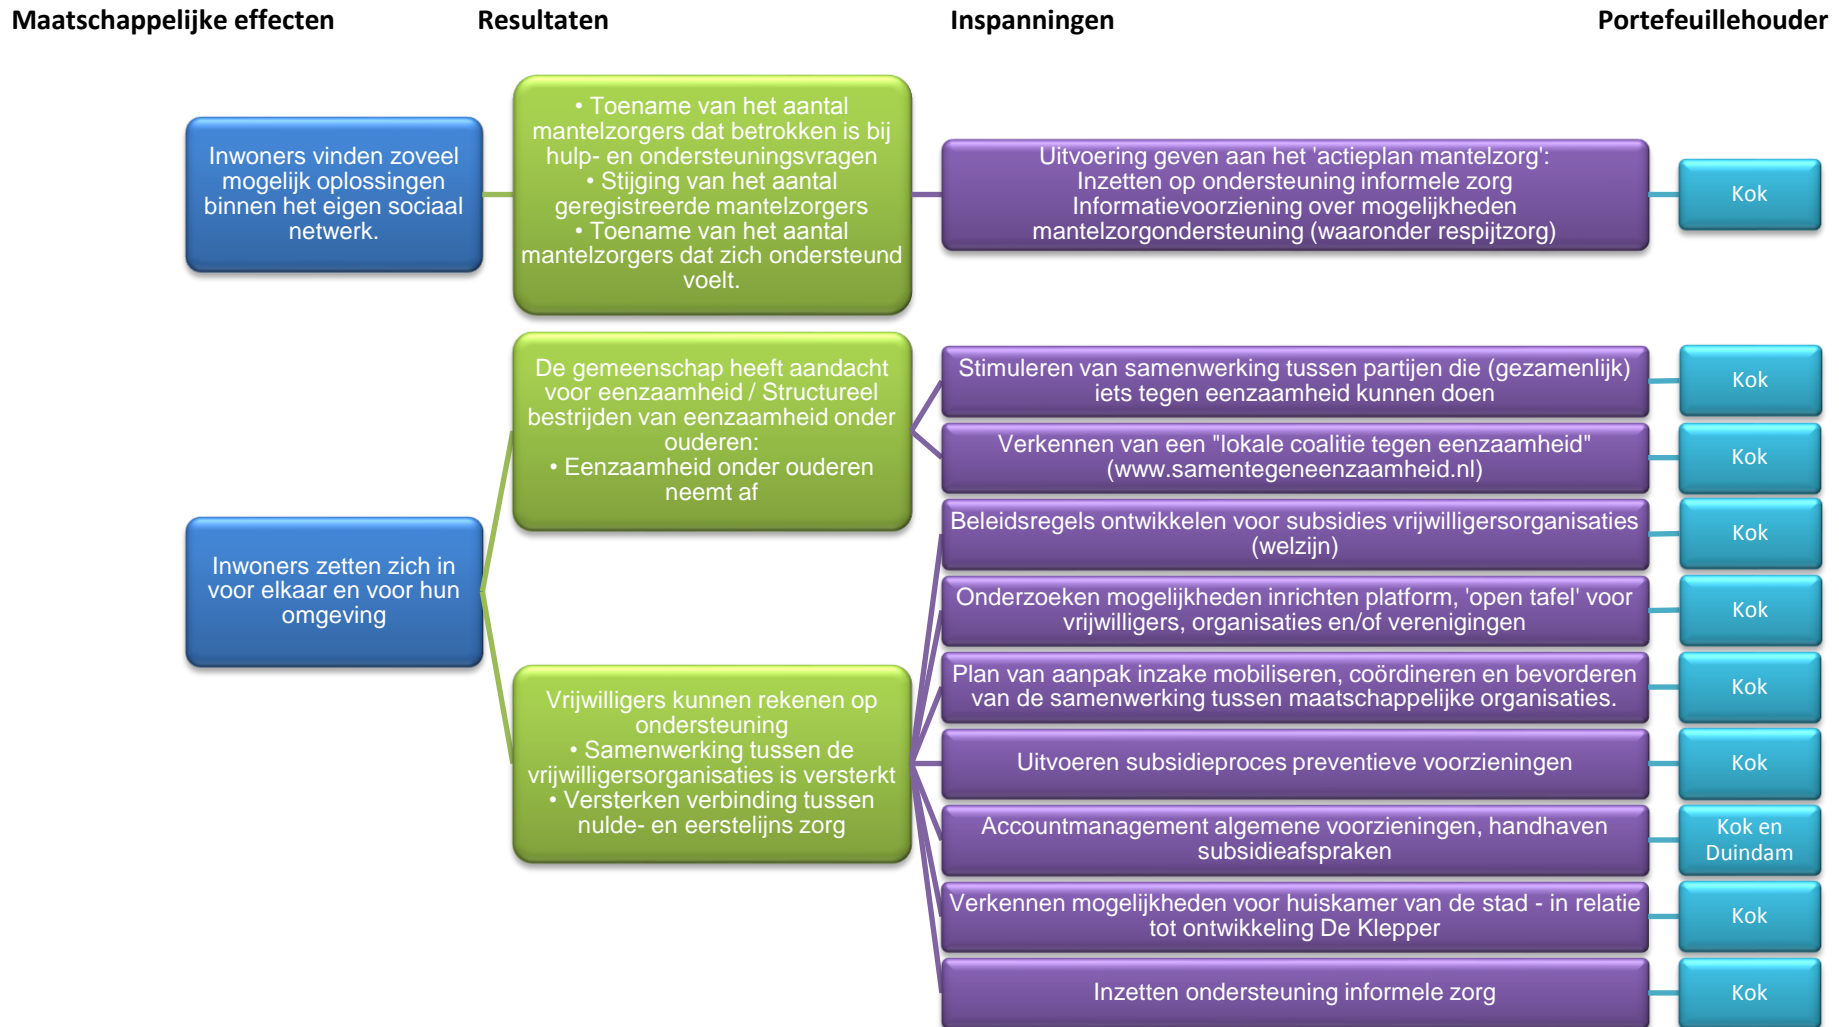 Maatschappelijke effecten
Resultaten
Inspanningen
Portefeuillehouder
Inwoners vinden zoveel
mogelijk oplossingen
binnen het eigen sociaal
netwerk.
• Toename van het aantal
mantelzorgers dat betrokken is bij
hulp- en ondersteuningsvragen
• Stijging van het aantal
geregistreerde mantelzorgers
• Toename van het aantal
mantelzorgers dat zich ondersteund
voelt.
Uitvoering geven aan het 'actieplan mantelzorg':
Inzetten op ondersteuning informele zorg
Informatievoorziening over mogelijkheden
mantelzorgondersteuning (waaronder respijtzorg)
Kok
Inwoners zetten zich in
voor elkaar en voor hun
omgeving
De gemeenschap heeft aandacht
voor eenzaamheid / Structureel
bestrijden van eenzaamheid onder
ouderen:
• Eenzaamheid onder ouderen
neemt af
Stimuleren van samenwerking tussen partijen die (gezamenlijk)
iets tegen eenzaamheid kunnen doen
Kok
Verkennen van een "lokale coalitie tegen eenzaamheid"
(www.samentegeneenzaamheid.nl)
Kok
Vrijwilligers kunnen rekenen op
ondersteuning
• Samenwerking tussen de
vrijwilligersorganisaties is versterkt
• Versterken verbinding tussen
nulde- en eerstelijns zorg
Beleidsregels ontwikkelen voor subsidies vrijwilligersorganisaties
(welzijn)
Kok
Onderzoeken mogelijkheden inrichten platform, 'open tafel' voor
vrijwilligers, organisaties en/of verenigingen
Kok
Plan van aanpak inzake mobiliseren, coördineren en bevorderen
van de samenwerking tussen maatschappelijke organisaties.
Kok
Uitvoeren subsidieproces preventieve voorzieningen
Kok
Accountmanagement algemene voorzieningen, handhaven
subsidieafspraken
Kok en
Duindam
Verkennen mogelijkheden voor huiskamer van de stad - in relatie
tot ontwikkeling De Klepper
Kok
Inzetten ondersteuning informele zorg
Kok